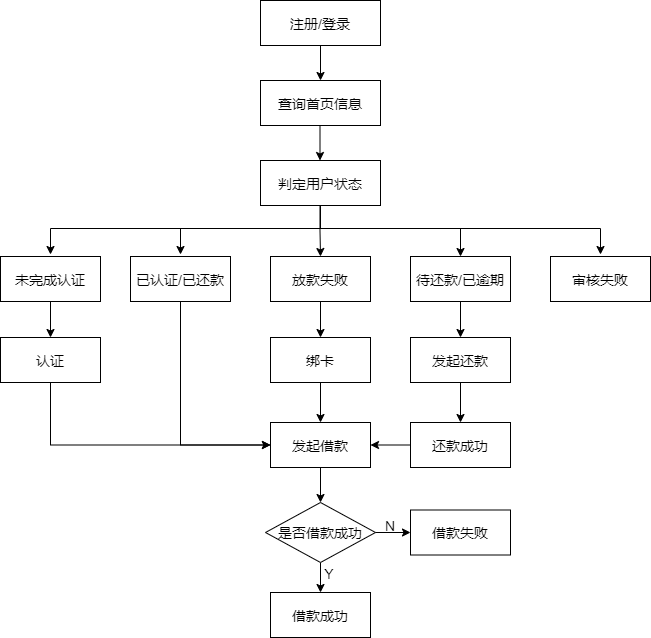 注册/登录
查询首页信息
判定用户状态
未完成认证
已认证/已还款
放款失败
待还款/已逾期
审核失败
认证
绑卡
发起还款
发起借款
还款成功
是否借款成功
N
借款失败
Y
借款成功